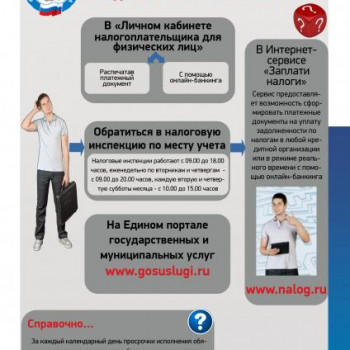 В «Личном кабинете
налогоплательщика для
физических лиц»
Распечатав
платежный
документ
С помощью
онлайн-банкинга
Обратиться в налоговую
инспекцию по месту учета
Налоговые инспекции работают с 09.00 до 18.00
часов, еженедельно по вторникам и четвергам -
с 09.00 до 20.00 часов, каждую вторую и четвер-
тую субботы месяца - с 10.00 до 15.00 часов
На Едином портале
государственных и
муниципальных услуг
www.gosuslugi.ru
В Интернет-
сервисе
«Заплати
налоги»
Сервис предоставля-
ет возможность сфор-
мировать платежные
документы на уплату
задолженности по
налогам в любой кре-
дитной организации
или в режиме реаль-
ного времени с помо-
щью онлайн-банкинга
www.nalog.ru
Справочно...
?
За каждый календарный день просрочки исполнения обя-